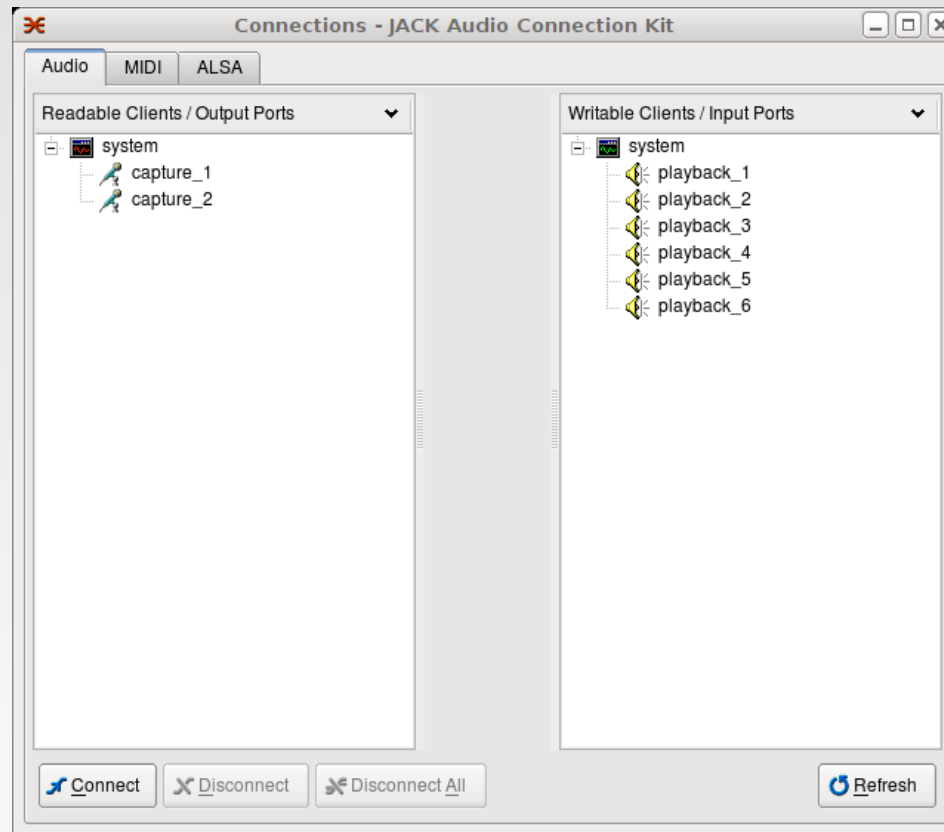 Connections - JACK Audio Connection Kit
Audio MIDI ALSA
Readable Clients / Output Ports
system
capture_1
capture_2
Writable Clients / Input Ports
system
playback_1
playback_2
playback_3
playback_4
playback_5
playback_6
Connect Disconnect Disconnect All Refresh